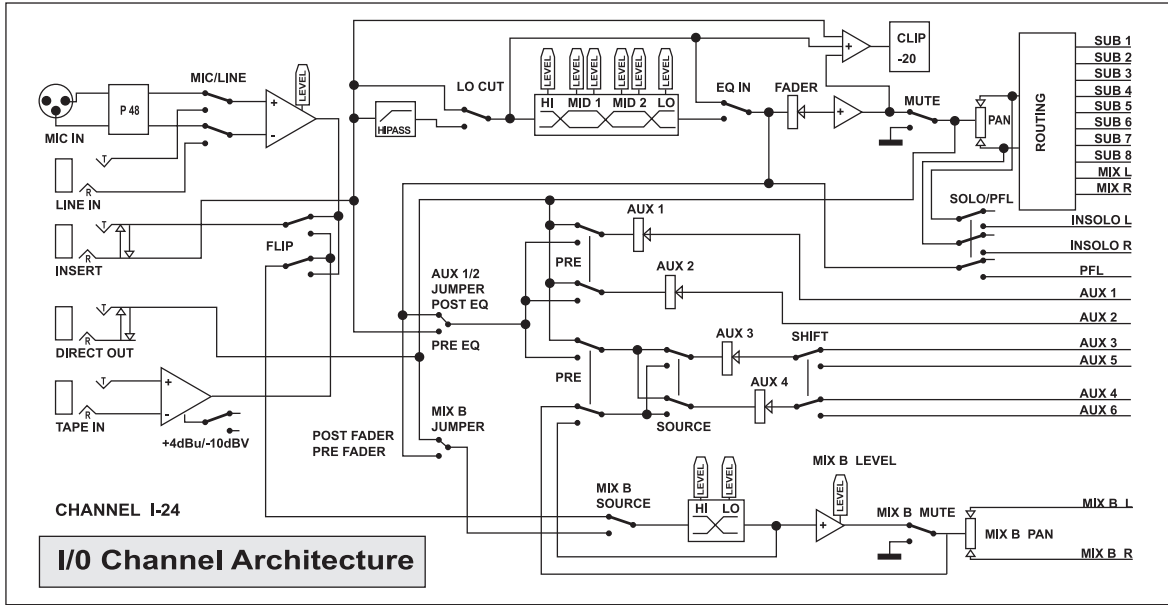 MIC/LINE
LEVEL
P 48
+
-
MIC IN
T
R
LINE IN
R
INSERT
FLIP
T
DIRECT OUT
T
R
TAPE IN
+
-
+4dBu/-10dBV
LO CUT
HIPASS
LEVEL
LEVEL
LEVEL
LEVEL
LEVEL
LEVEL
HI
MID 1
MID 2
LO
EQ IN
FADER
+
CLIP
-20
MUTE
PAN
ROUTING
SUB 1
SUB 2
SUB 3
SUB 4
SUB 5
SUB 6
SUB 7
SUB 8
MIX L
MIX R
SOLO/PFL
INSOLO L
INSOLO R
PFL
AUX 1
AUX 2
AUX 3
AUX 5
AUX 4
AUX 6
AUX 1
PRE
AUX 2
AUX 1/2
JUMPER
POST EQ
PRE EQ
AUX 3
SHIFT
PRE
AUX 4
SOURCE
MIX B
JUMPER
POST FADER
PRE FADER
MIX B
SOURCE
LEVEL
LEVEL
HI
LO
MIX B LEVEL
LEVEL
+
MIX B MUTE
MIX B PAN
MIX B L
MIX B R
CHANNEL I-24
I/0 Channel Architecture